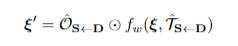 ξ′ = Ô_{S←D} ⊙ f_w(ξ, T̂_{S←D})